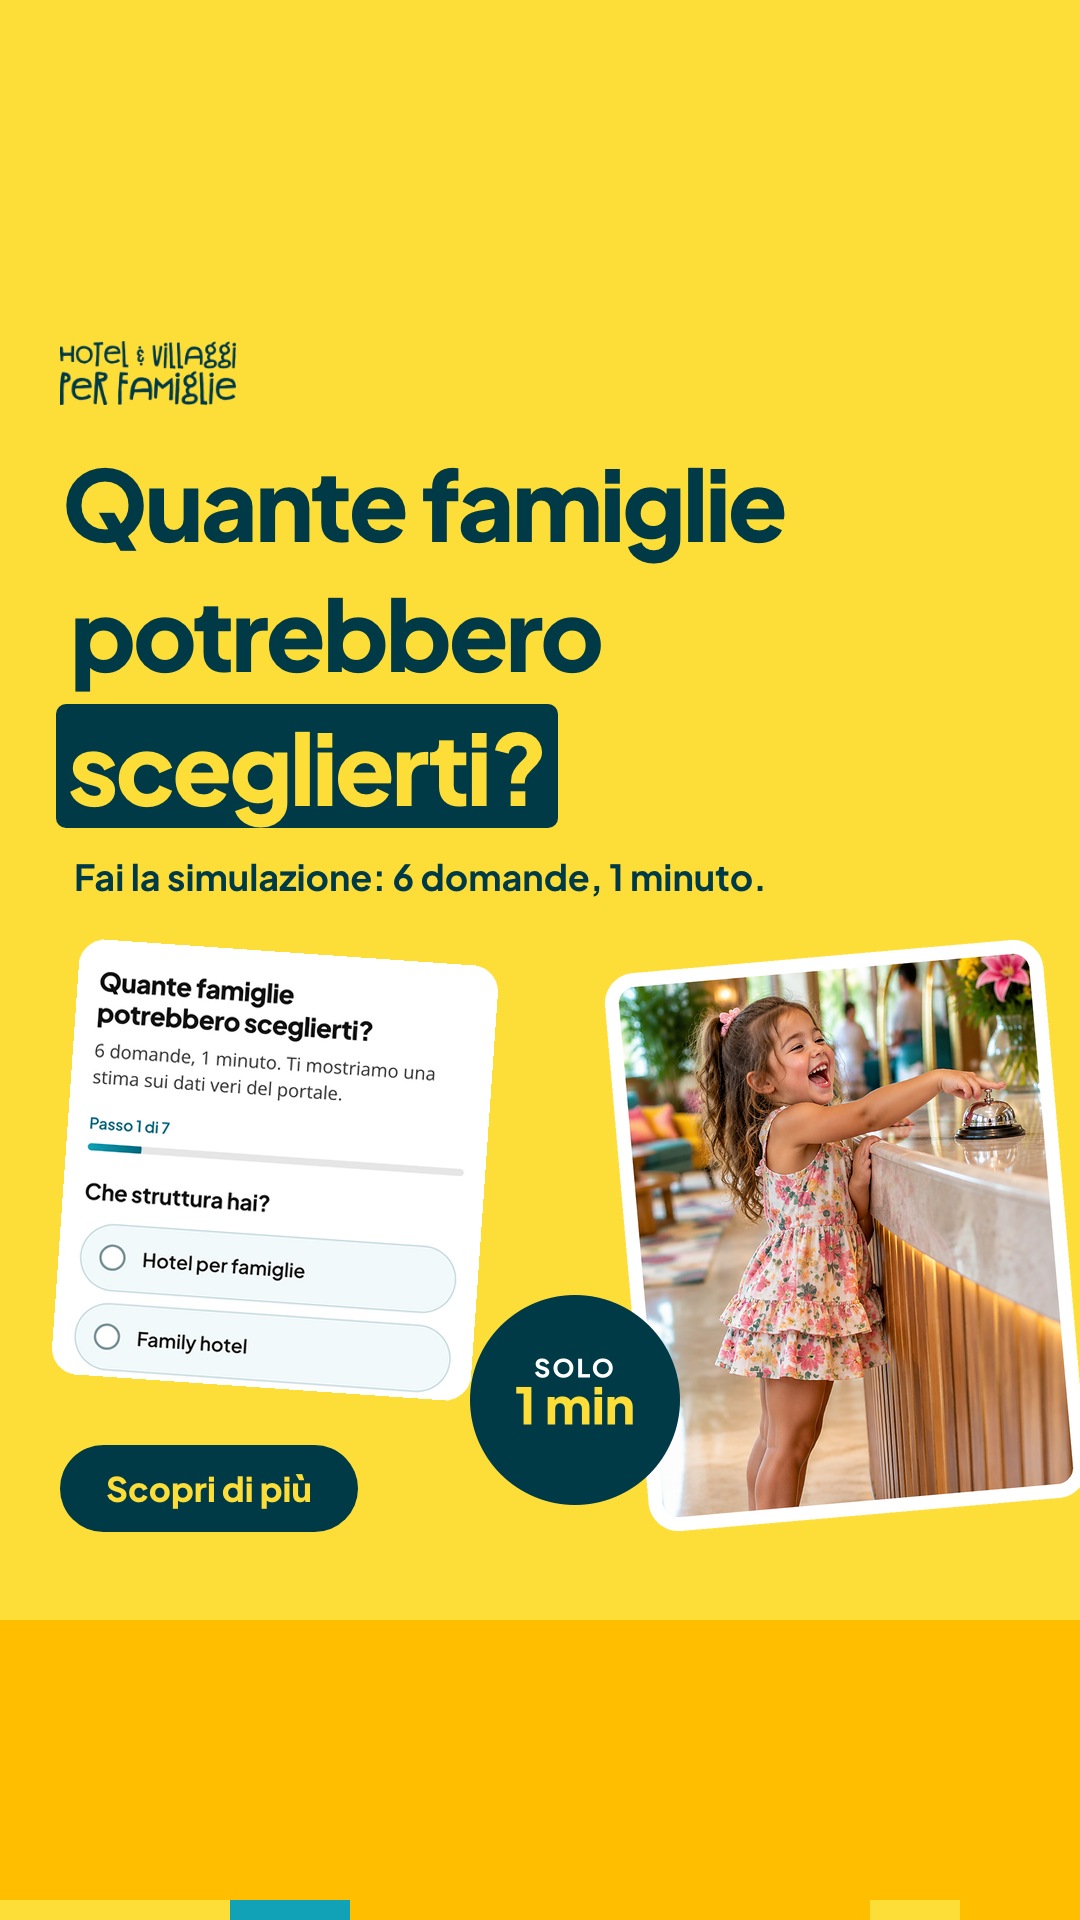 HOTEL & VILLAGGI
PER FAMIGLIE
Quante famiglie
potrebbero
sceglierti?
Fai la simulazione: 6 domande, 1 minuto.
Quante famiglie
potrebbero sceglierti?
6 domande, 1 minuto. Ti mostriamo una
stima sui dati veri del portale.
Passo 1 di 7
Che struttura hai?
Hotel per famiglie
Family hotel
SOLO
1 min
Scopri di più